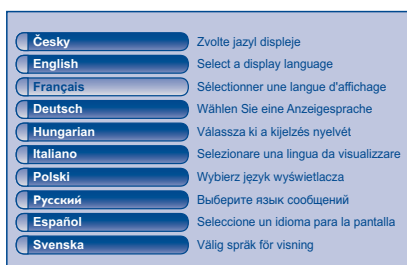 Česky Zvolte jazyl displeje
English Select a display language
Français Sélectionner une langue d'affichage
Deutsch Wählen Sie eine Anzeigesprache
Hungarian Válassza ki a kijelzés nyelvét
Italiano Selezionare una lingua da visualizzare
Polski Wybierz język wyświetlacza
Русский Выберите язык сообщений
Español Seleccione un idioma para la pantalla
Svenska Välig språk för visning